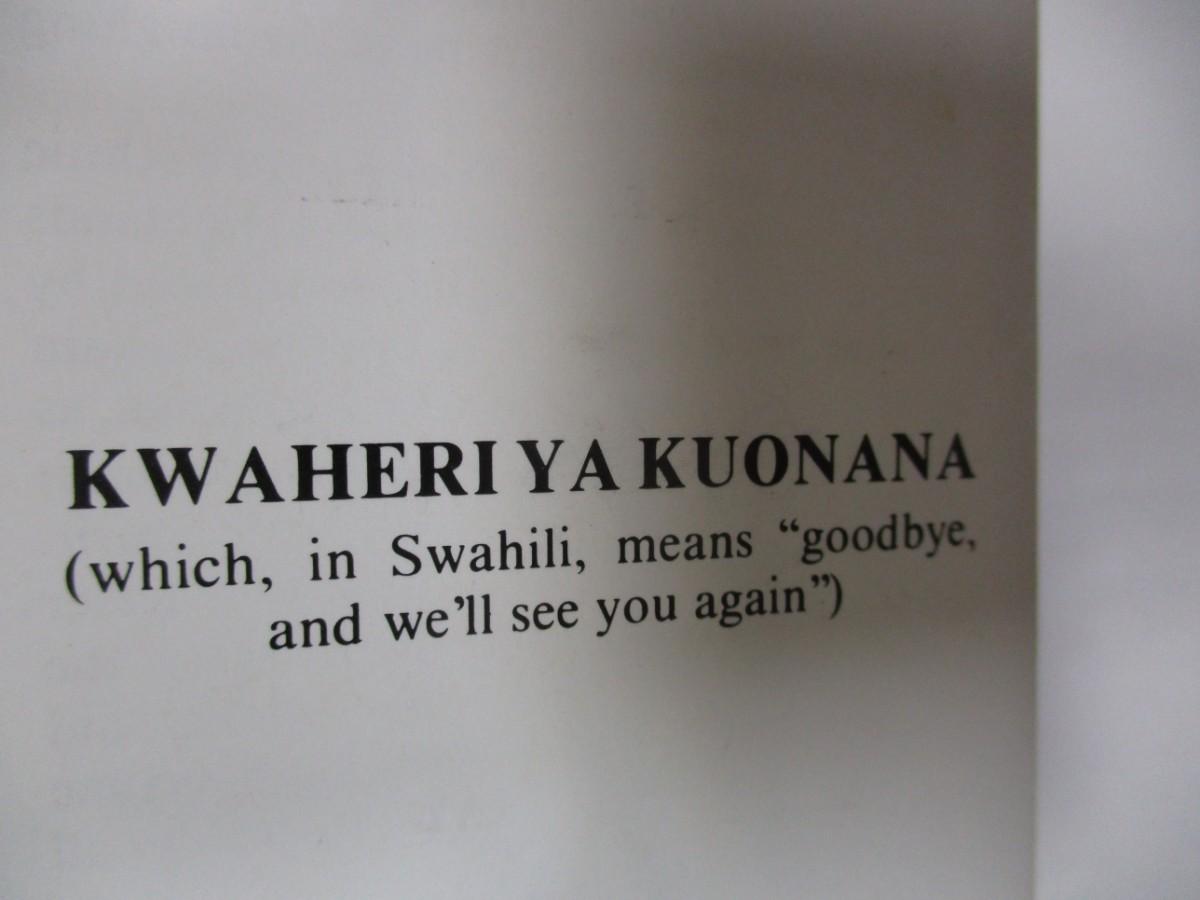 KWAHERI YA KUONANA
(which, in Swahili, means “goodbye,
and we’ll see you again”)